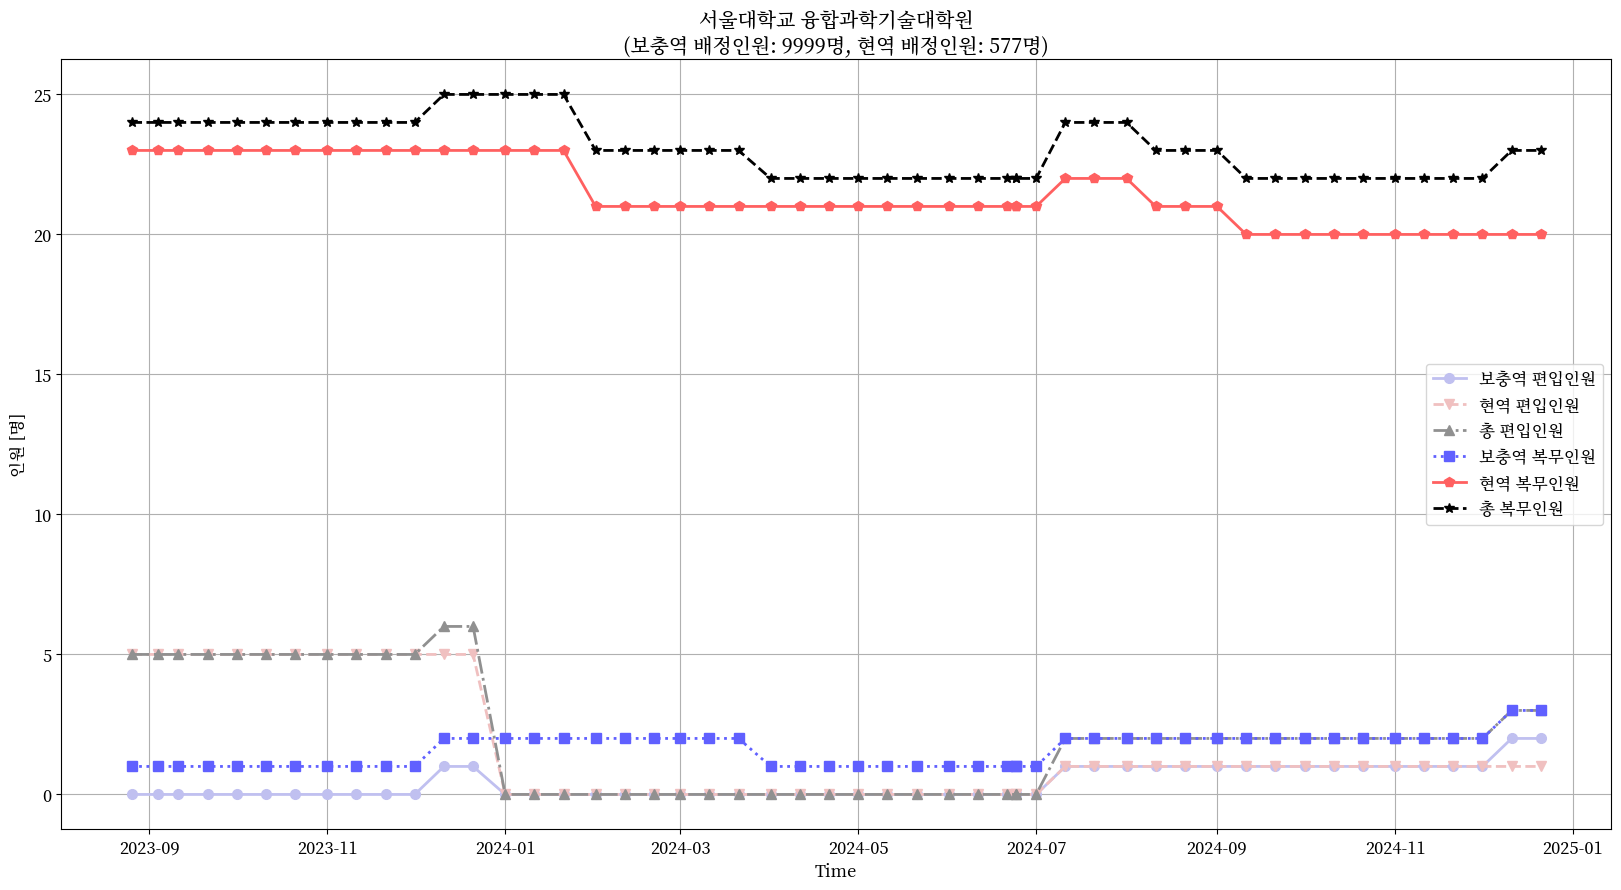 서울대학교 융합과학기술대학원
(보충역 배정인원: 9999명, 현역 배정인원: 577명)
인원 [명]
25
20
15
10
5
0
보충역 편입인원
현역 편입인원
총 편입인원
보충역 복무인원
현역 복무인원
총 복무인원
2023-09 2023-11 2024-01 2024-03 2024-05 2024-07 2024-09 2024-11 2025-01
Time